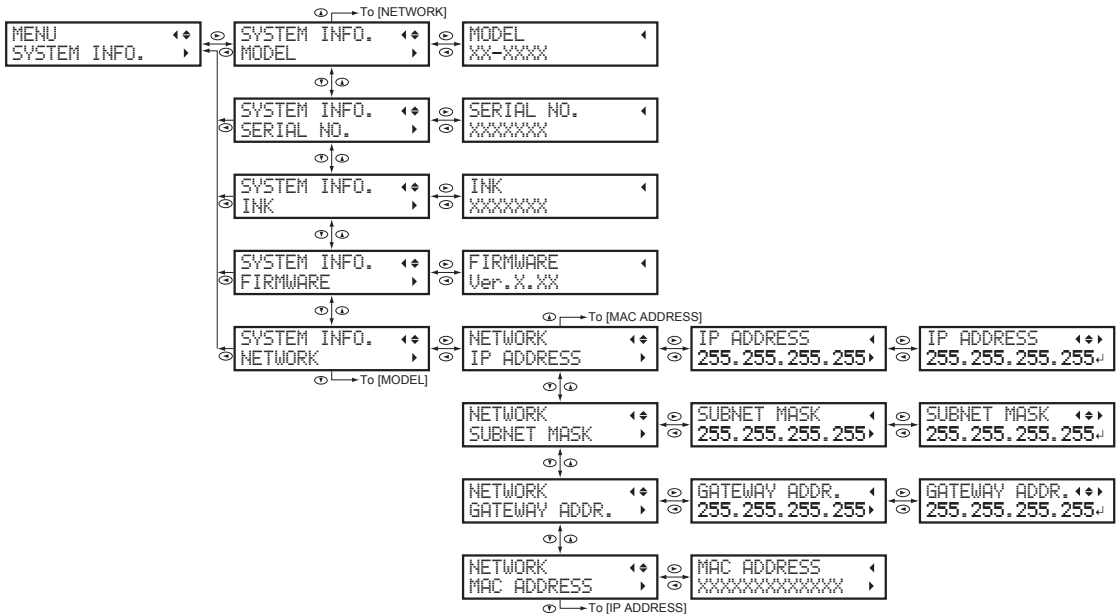 To [NETWORK]
MENU
SYSTEM INFO.
SYSTEM INFO.
MODEL
MODEL
XX-XXXX
SYSTEM INFO.
SERIAL NO.
SERIAL NO.
XXXXXXX
SYSTEM INFO.
INK
INK
XXXXXXX
SYSTEM INFO.
FIRMWARE
FIRMWARE
Ver.X.XX
To [MAC ADDRESS]
SYSTEM INFO.
NETWORK
NETWORK
IP ADDRESS
IP ADDRESS
255.255.255.255
IP ADDRESS
255.255.255.255
To [MODEL]
NETWORK
SUBNET MASK
SUBNET MASK
255.255.255.255
SUBNET MASK
255.255.255.255
NETWORK
GATEWAY ADDR.
GATEWAY ADDR.
255.255.255.255
GATEWAY ADDR.
255.255.255.255
NETWORK
MAC ADDRESS
MAC ADDRESS
XXXXXXXXXXXX
To [IP ADDRESS]